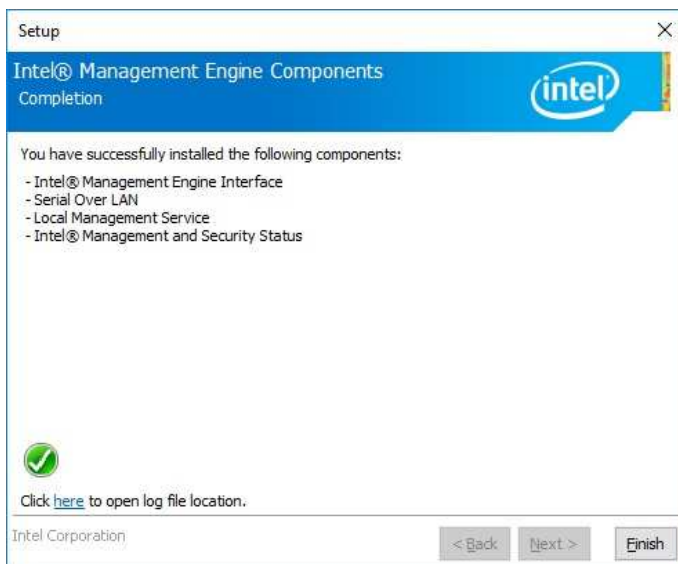 Setup
Intel® Management Engine Components
Completion
intel
You have successfully installed the following components:
- Intel® Management Engine Interface
- Serial Over LAN
- Local Management Service
- Intel® Management and Security Status
Click here to open log file location.
Intel Corporation
< Back Next > Finish